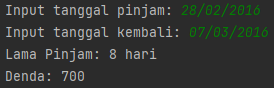 Input tanggal pinjam: 28/02/2016
Input tanggal kembali: 07/03/2016
Lama Pinjam: 8 hari
Denda: 700